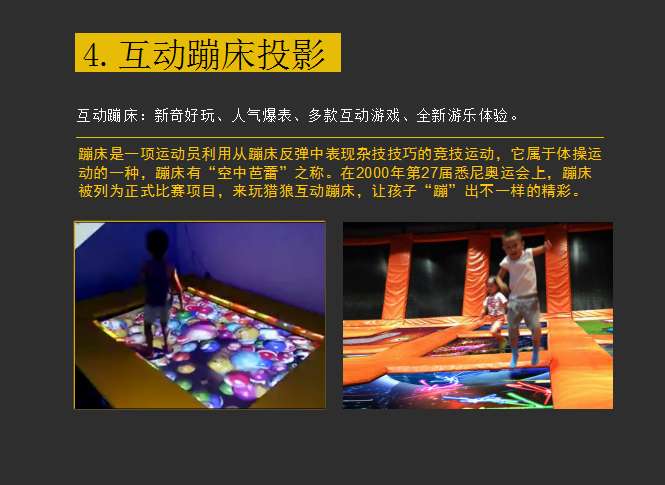 4.互动蹦床投影
互动蹦床：新奇好玩、人气爆表、多款互动游戏、全新游乐体验。
蹦床是一项运动员利用从蹦床反弹中表现杂技技巧的竞技运动，它属于体操运
动的一种，蹦床有“空中芭蕾”之称。在2000年第27届悉尼奥运会上，蹦床
被列为正式比赛项目，来玩猎狼互动蹦床，让孩子“蹦”出不一样的精彩。